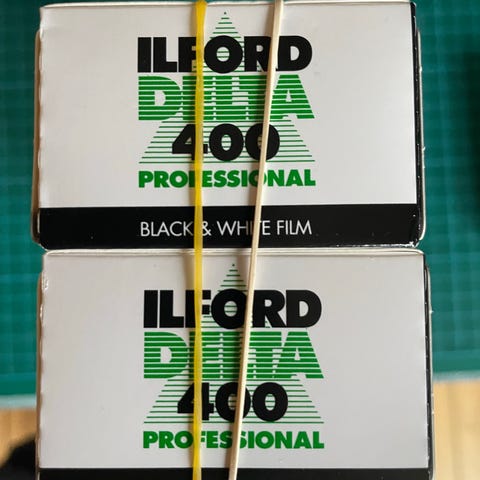 ILFORD
DELTA
400
PROFESSIONAL
BLACK & WHITE FILM
ILFORD
DELTA
400
PROFESSIONAL